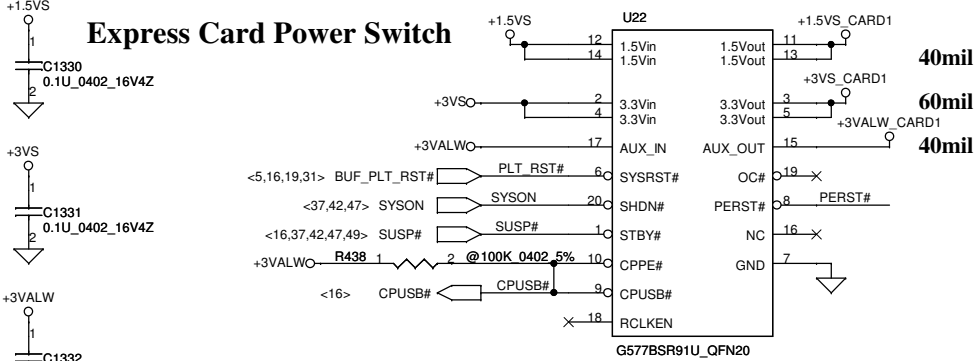 +1.5VS
1
C1330
0.1U_0402_16V4Z
2
+3VS
1
C1331
0.1U_0402_16V4Z
2
+3VALW
1
C1332
Express Card Power Switch
+1.5VS
U22
+1.5VS_CARD1
12 1.5Vin 1.5Vout 11
14 1.5Vin 1.5Vout 13
40mil
+3VS_CARD1
+3VS 2 3.3Vin 3.3Vout 3
60mil
4 3.3Vin 3.3Vout 5
+3VALW_CARD1
+3VALW 17 AUX_IN AUX_OUT 15
40mil
<5,16,19,31> BUF_PLT_RST# PLT_RST# 6 SYSRST# OC# 19
<37,42,47> SYSON SYSON 20 SHDN# PERST# 8 PERST#
<16,37,42,47,49> SUSP# SUSP# 1 STBY# NC 16
+3VALW R438 1 2 @100K_0402_5% 10 CPPE# GND 7
<16> CPUSB# CPUSB# 9 CPUSB#
18 RCLKEN
G577BSR91U_QFN20